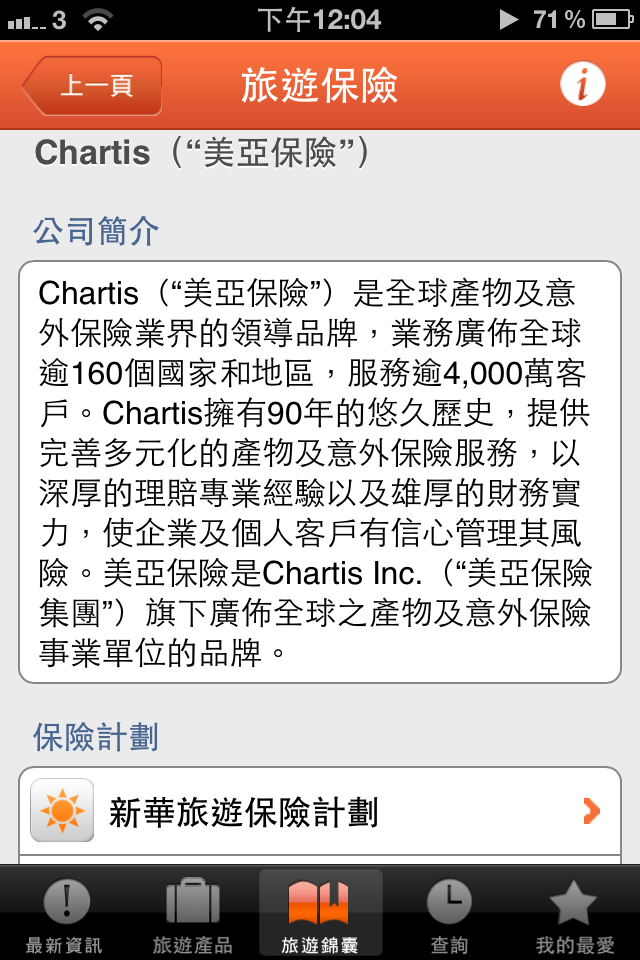 3 下午12:04 71%
上一頁 旅遊保險 i
Chartis（“美亞保險”）
公司簡介
Chartis（“美亞保險”）是全球產物及意
外保險業界的領導品牌，業務廣佈全球
逾160個國家和地區，服務逾4,000萬客
戶。Chartis擁有90年的悠久歷史，提供
完善多元化的產物及意外保險服務，以
深厚的理賠專業經驗以及雄厚的財務實
力，使企業及個人客戶有信心管理其風
險。美亞保險是Chartis Inc.（“美亞保險
集團”）旗下廣佈全球之產物及意外保險
事業單位的品牌。
保險計劃
新華旅遊保險計劃
最新資訊 旅遊產品 旅遊錦囊 查詢 我的最愛